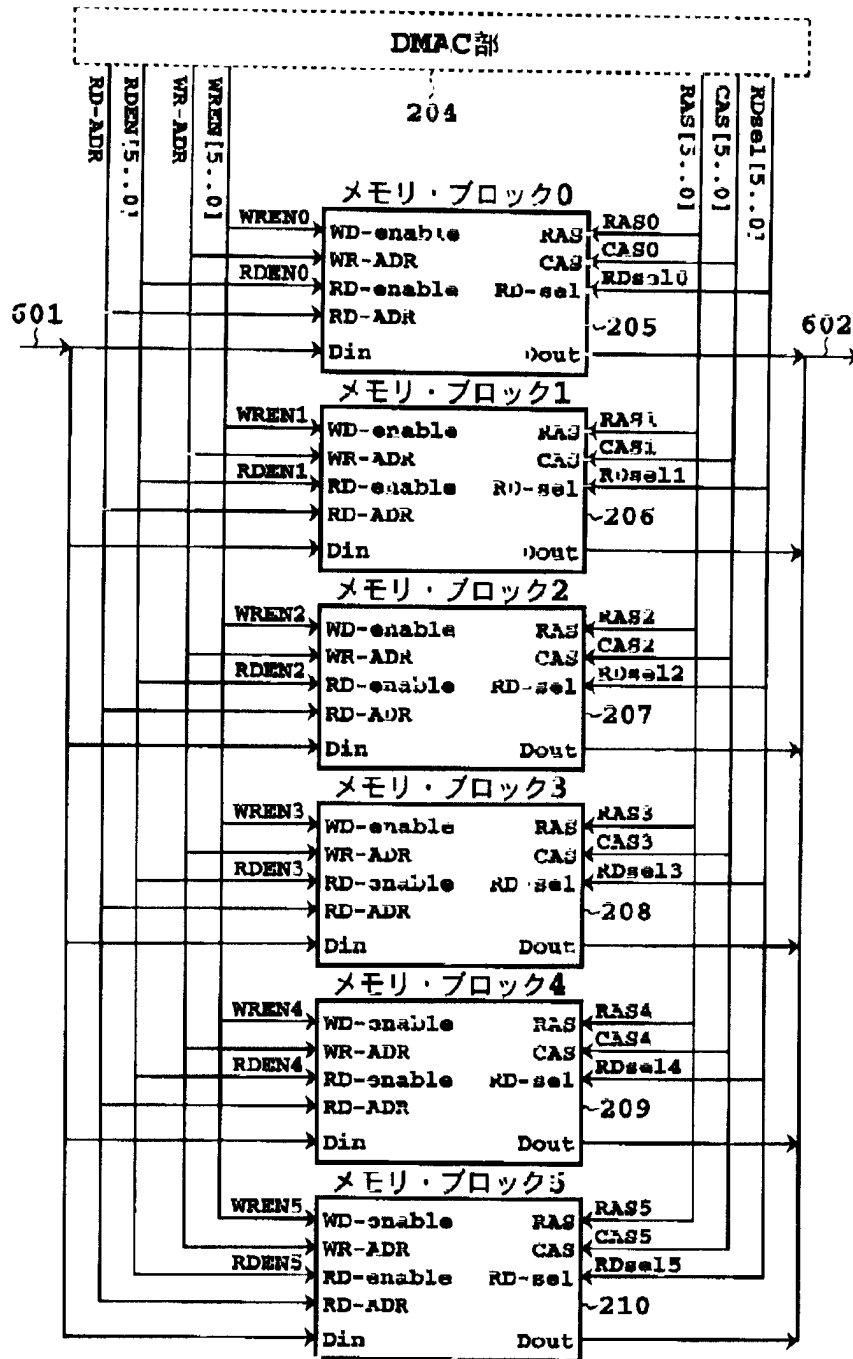 DMAC部
204
RD-ADR
RDEN[5..0]
WR-ADR
WREN[5..0]
RAS[5..0]
CAS[5..0]
RDsel[5..0]
601
602
メモリ・ブロック0
WREN0
RDEN0
WD-enable
WR-ADR
RD-enable
RD-ADR
Din
RAS
CAS
RD-sel
Dout
RAS0
CAS0
RDsel0
205
メモリ・ブロック1
WREN1
RDEN1
WD-enable
WR-ADR
RD-enable
RD-ADR
Din
RAS
CAS
RD-sel
Dout
RAS1
CAS1
RDsel1
206
メモリ・ブロック2
WREN2
RDEN2
WD-enable
WR-ADR
RD-enable
RD-ADR
Din
RAS
CAS
RD-sel
Dout
RAS2
CAS2
RDsel2
207
メモリ・ブロック3
WREN3
RDEN3
WD-enable
WR-ADR
RD-enable
RD-ADR
Din
RAS
CAS
RD-sel
Dout
RAS3
CAS3
RDsel3
208
メモリ・ブロック4
WREN4
RDEN4
WD-enable
WR-ADR
RD-enable
RD-ADR
Din
RAS
CAS
RD-sel
Dout
RAS4
CAS4
RDsel4
209
メモリ・ブロック5
WREN5
RDEN5
WD-enable
WR-ADR
RD-enable
RD-ADR
Din
RAS
CAS
RD-sel
Dout
RAS5
CAS5
RDsel5
210